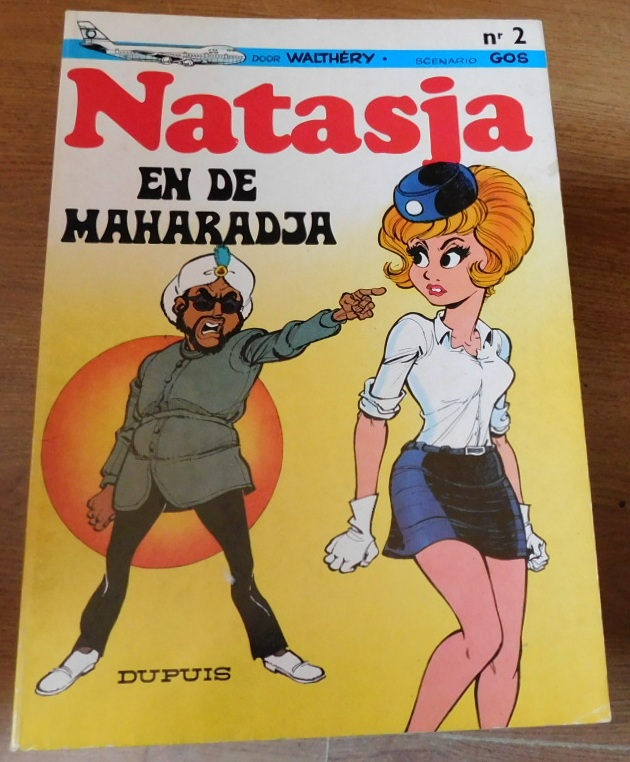 nr 2
DOOR WALTHÉRY · SCENARIO GOS
Natasja
EN DE
MAHARADJA
DUPUIS